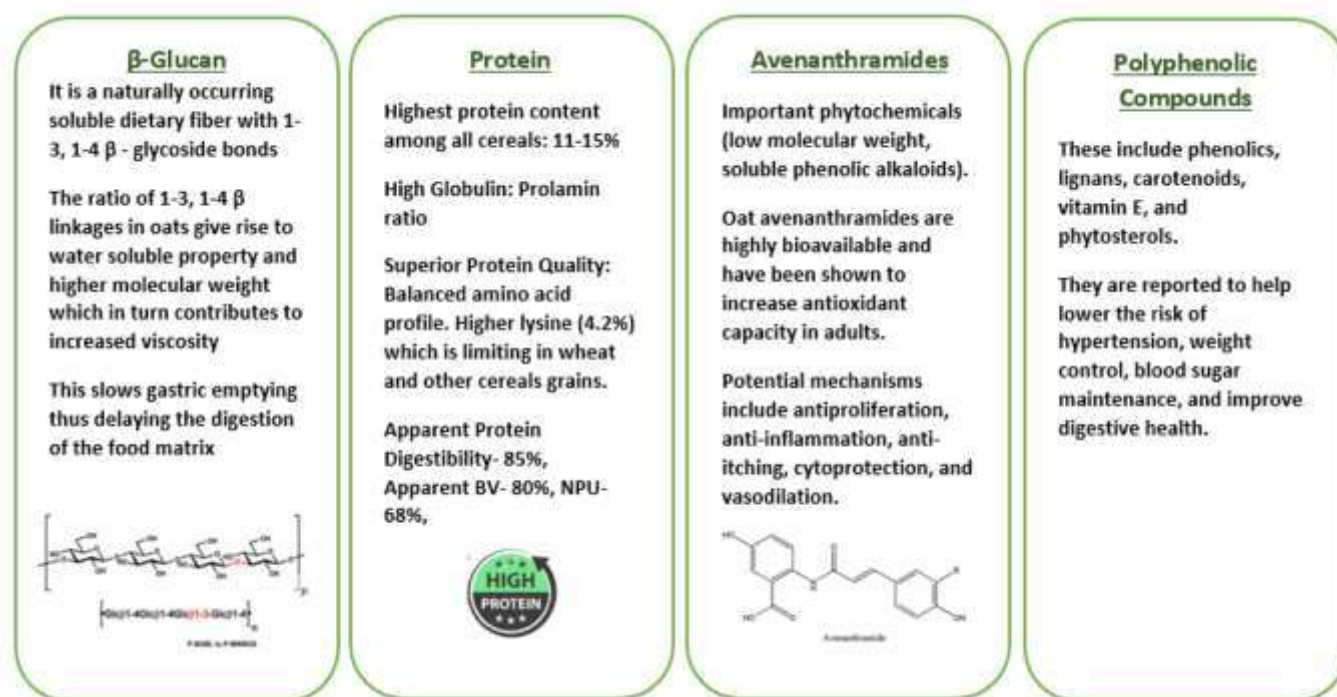 β-Glucan
It is a naturally occurring
soluble dietary fiber with 1-
3, 1-4 β - glycoside bonds
The ratio of 1-3, 1-4 β
linkages in oats give rise to
water soluble property and
higher molecular weight
which in turn contributes to
increased viscosity
This slows gastric emptying
thus delaying the digestion
of the food matrix
Protein
Highest protein content
among all cereals: 11-15%
High Globulin: Prolamin
ratio
Superior Protein Quality:
Balanced amino acid
profile. Higher lysine (4.2%)
which is limiting in wheat
and other cereals grains.
Apparent Protein
Digestibility- 85%,
Apparent BV- 80%, NPU-
68%,
HIGH
PROTEIN
Avenanthramides
Important phytochemicals
(low molecular weight,
soluble phenolic alkaloids).
Oat avenanthramides are
highly bioavailable and
have been shown to
increase antioxidant
capacity in adults.
Potential mechanisms
include antiproliferation,
anti-inflammation, anti-
itching, cytoprotection, and
vasodilation.
HO
O
N
H
R
OH
HO
O
Avenanthramide
Polyphenolic
Compounds
These include phenolics,
lignans, carotenoids,
vitamin E, and
phytosterols.
They are reported to help
lower the risk of
hypertension, weight
control, blood sugar
maintenance, and improve
digestive health.